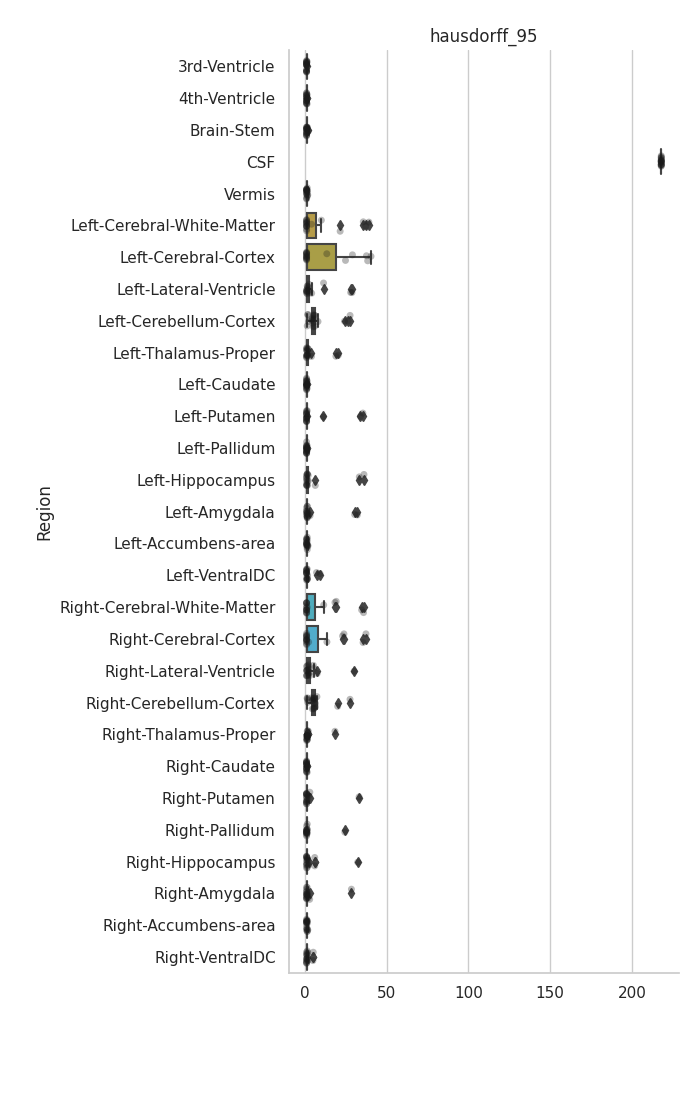 hausdorff_95
3rd-Ventricle
4th-Ventricle
Brain-Stem
CSF
Vermis
Left-Cerebral-White-Matter
Left-Cerebral-Cortex
Left-Lateral-Ventricle
Left-Cerebellum-Cortex
Left-Thalamus-Proper
Left-Caudate
Left-Putamen
Left-Pallidum
Left-Hippocampus
Left-Amygdala
Left-Accumbens-area
Left-VentralDC
Right-Cerebral-White-Matter
Right-Cerebral-Cortex
Right-Lateral-Ventricle
Right-Cerebellum-Cortex
Right-Thalamus-Proper
Right-Caudate
Right-Putamen
Right-Pallidum
Right-Hippocampus
Right-Amygdala
Right-Accumbens-area
Right-VentralDC
Region
0 50 100 150 200